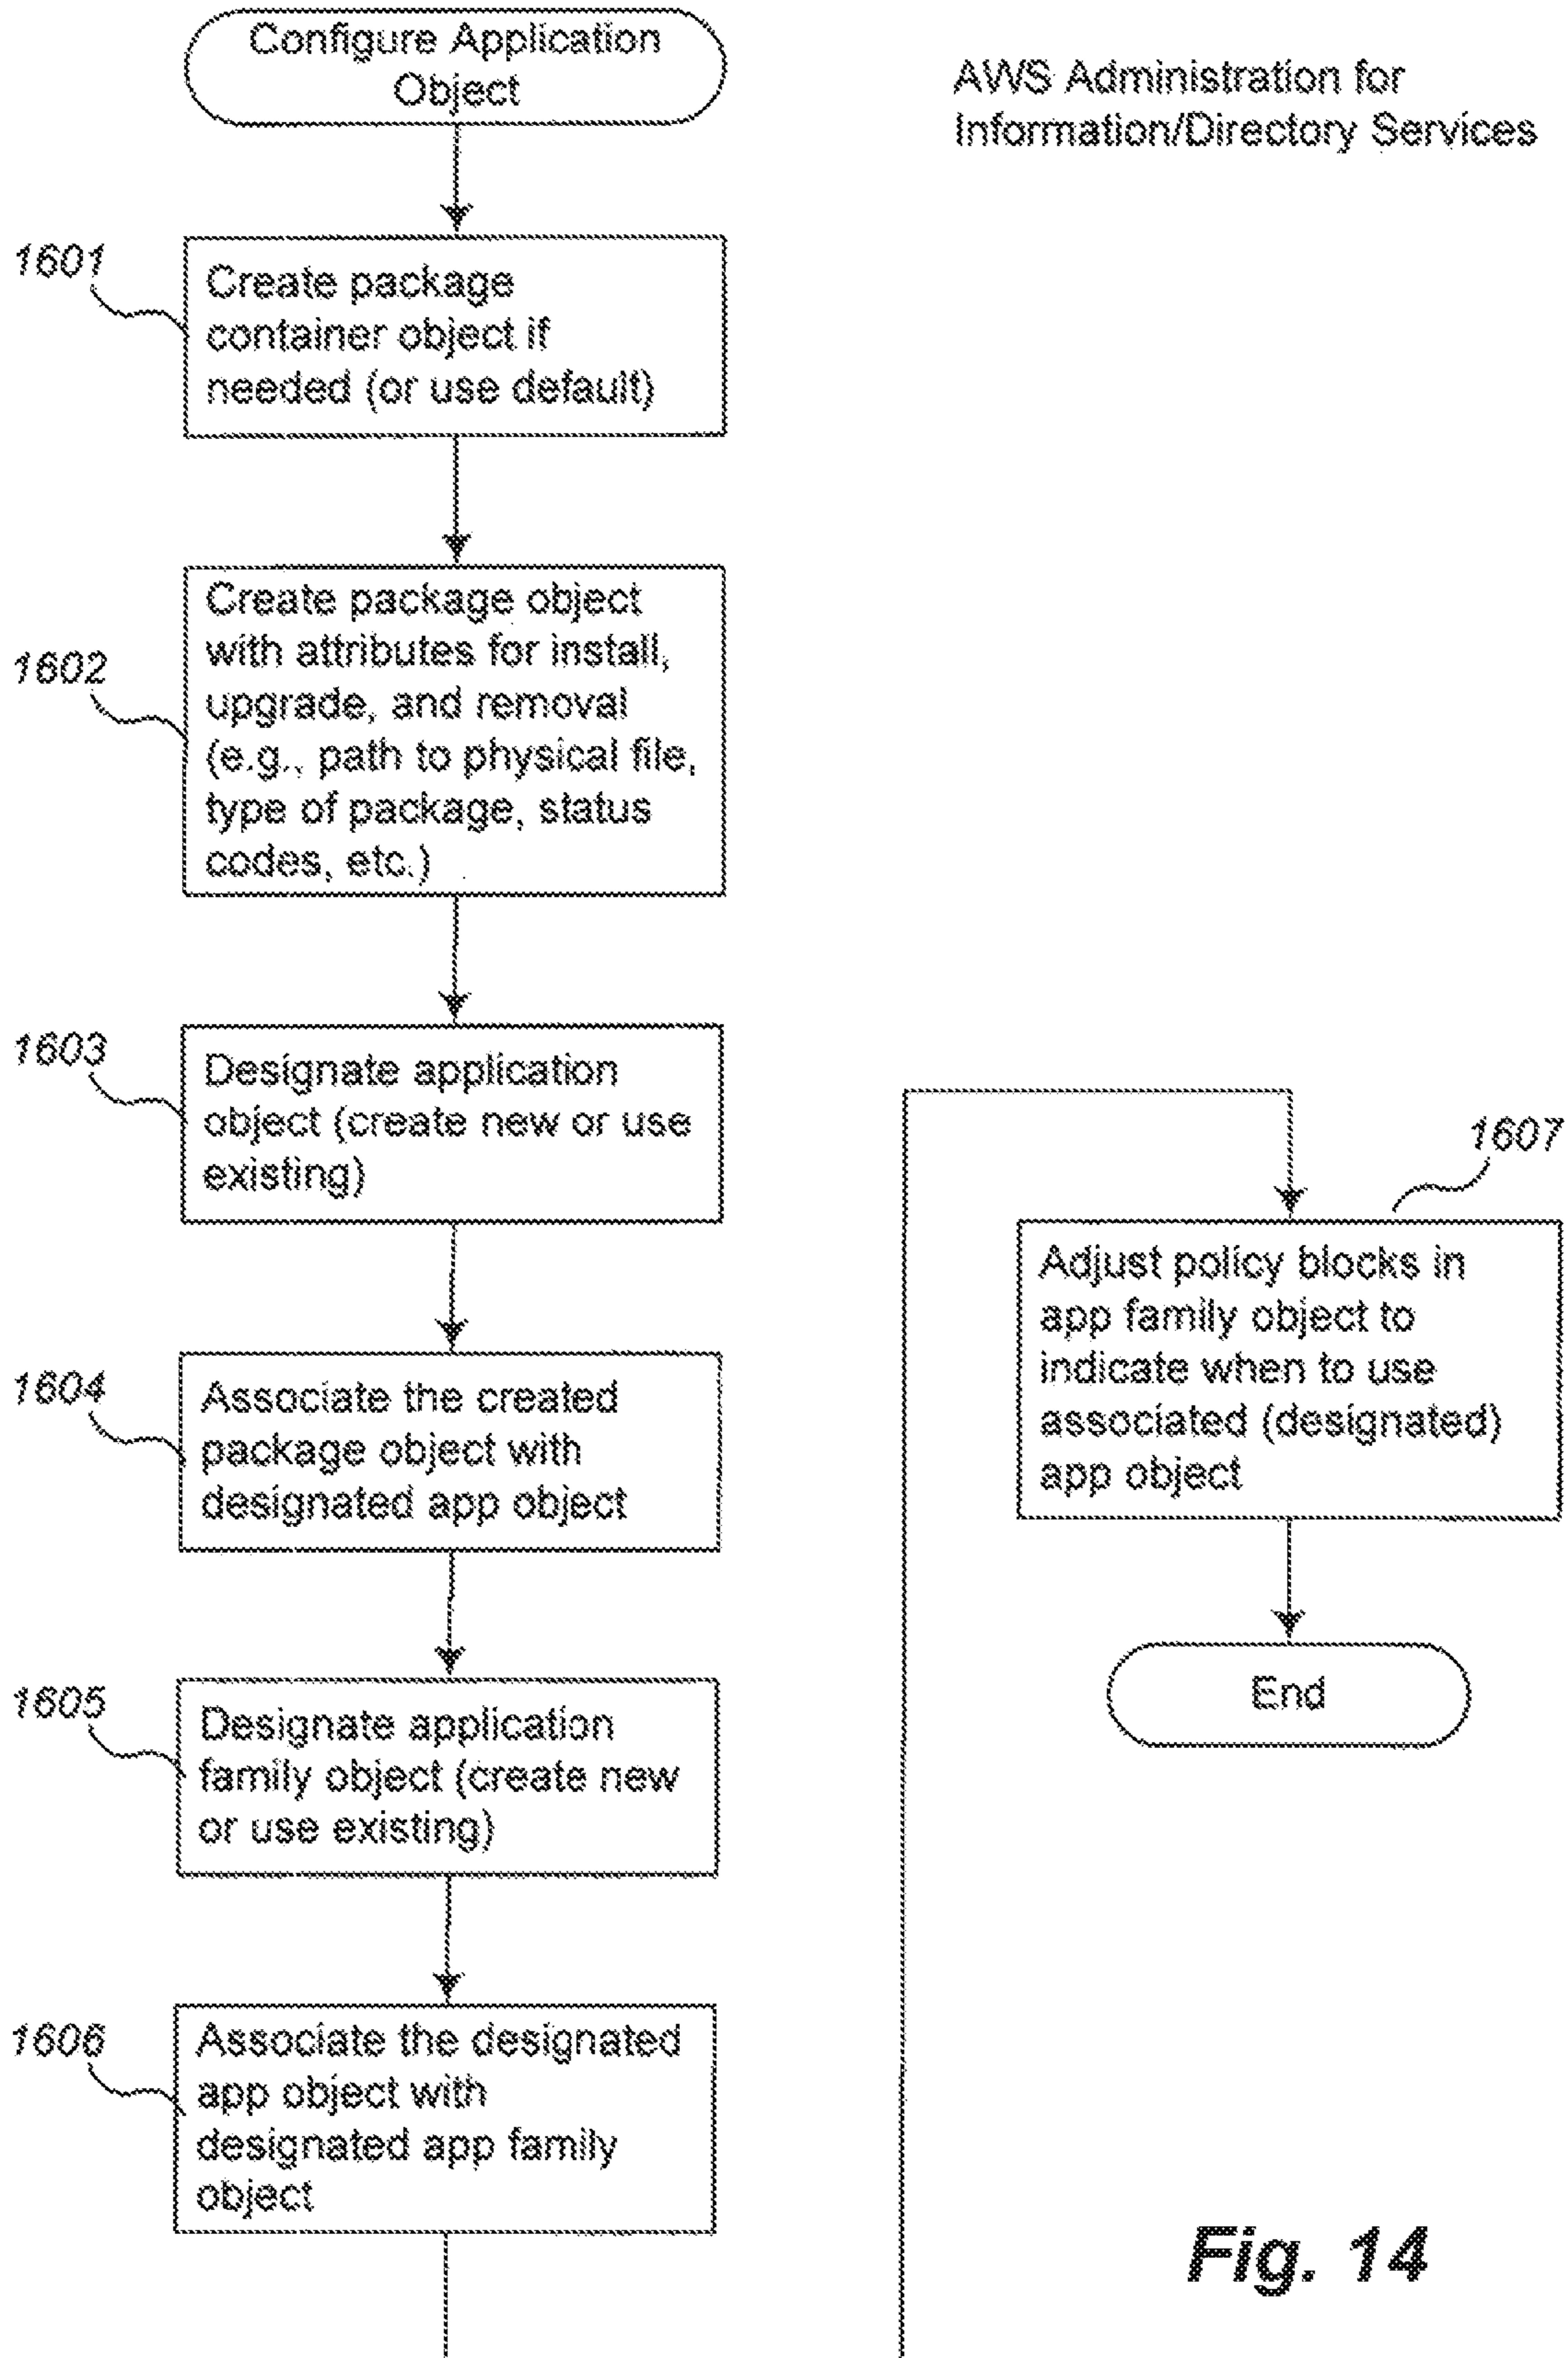 Configure Application
Object
AWS Administration for
Information/Directory Services
1601
Create package
container object if
needed (or use default)
1602
Create package object
with attributes for install,
upgrade, and removal
(e.g., path to physical file,
type of package, status
codes, etc.)
1603
Designate application
object (create new or use
existing)
1604
Associate the created
package object with
designated app object
1605
Designate application
family object (create new
or use existing)
1606
Associate the designated
app object with
designated app family
object
1607
Adjust policy blocks in
app family object to
indicate when to use
associated (designated)
app object
End
Fig. 14